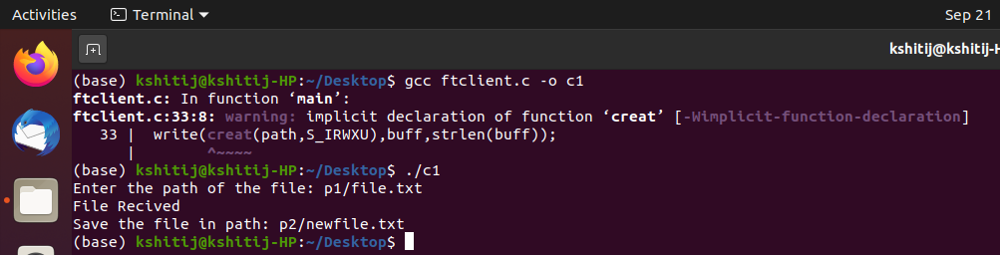 Activities Terminal Sep 21
kshitij@kshitij-H
(base) kshitij@kshitij-HP:~/Desktop$ gcc ftclient.c -o c1
ftclient.c: In function ‘main’:
ftclient.c:33:8: warning: implicit declaration of function ‘creat’ [-Wimplicit-function-declaration]
33 | write(creat(path,S_IRWXU),buff,strlen(buff));
| ^~~~~
(base) kshitij@kshitij-HP:~/Desktop$ ./c1
Enter the path of the file: p1/file.txt
File Recived
Save the file in path: p2/newfile.txt
(base) kshitij@kshitij-HP:~/Desktop$